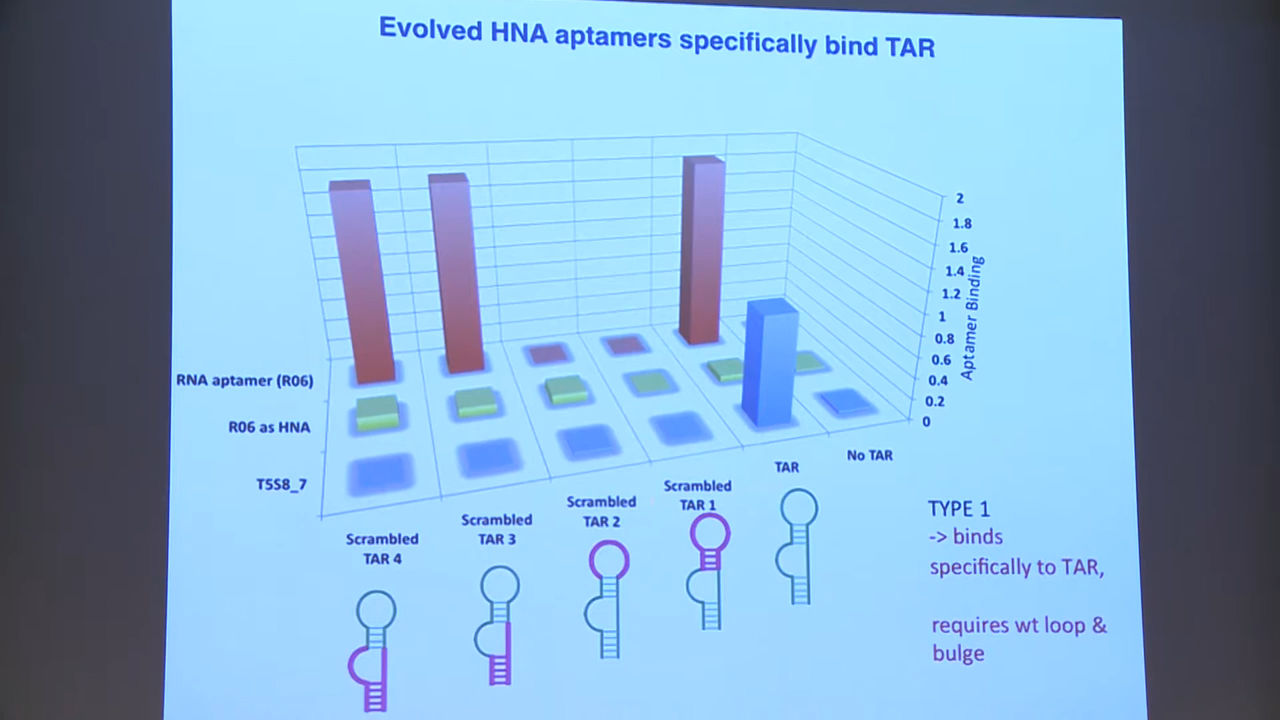 Evolved HNA aptamers specifically bind TAR
2
1.8
1.6
1.4
1.2
1
0.8
0.6
0.4
0.2
0
Aptamer Binding
RNA aptamer (R06)
R06 as HNA
T5S8_7
No TAR
TAR
Scrambled
TAR 1
Scrambled
TAR 2
Scrambled
TAR 3
Scrambled
TAR 4
TYPE 1
-> binds
specifically to TAR,
requires wt loop &
bulge